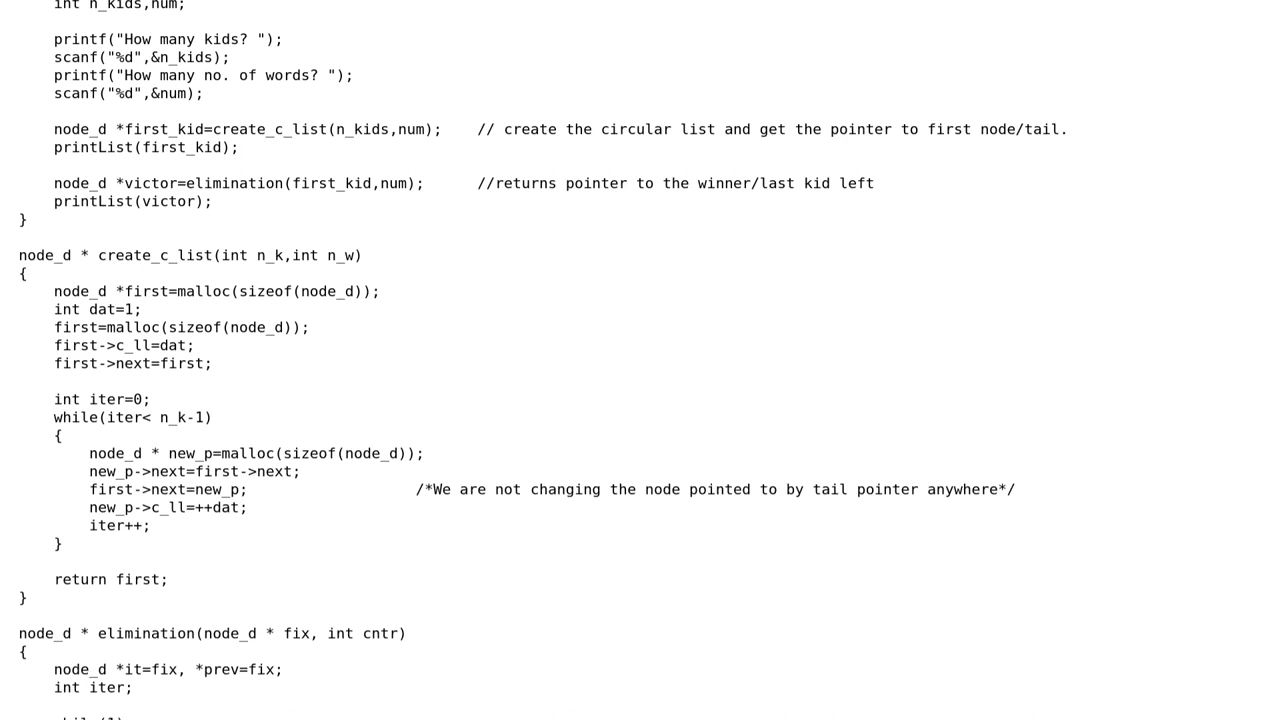 int n_kids,num;
printf("How many kids? ");
scanf("%d",&n_kids);
printf("How many no. of words? ");
scanf("%d",&num);
node_d *first_kid=create_c_list(n_kids,num);    // create the circular list and get the pointer to first node/tail.
printList(first_kid);
node_d *victor=elimination(first_kid,num);      //returns pointer to the winner/last kid left
printList(victor);
}
node_d * create_c_list(int n_k,int n_w)
{
node_d *first=malloc(sizeof(node_d));
int dat=1;
first=malloc(sizeof(node_d));
first->c_ll=dat;
first->next=first;
int iter=0;
while(iter< n_k-1)
{
node_d * new_p=malloc(sizeof(node_d));
new_p->next=first->next;
first->next=new_p;                   /*We are not changing the node pointed to by tail pointer anywhere*/
new_p->c_ll=++dat;
iter++;
}
return first;
}
node_d * elimination(node_d * fix, int cntr)
{
node_d *it=fix, *prev=fix;
int iter;